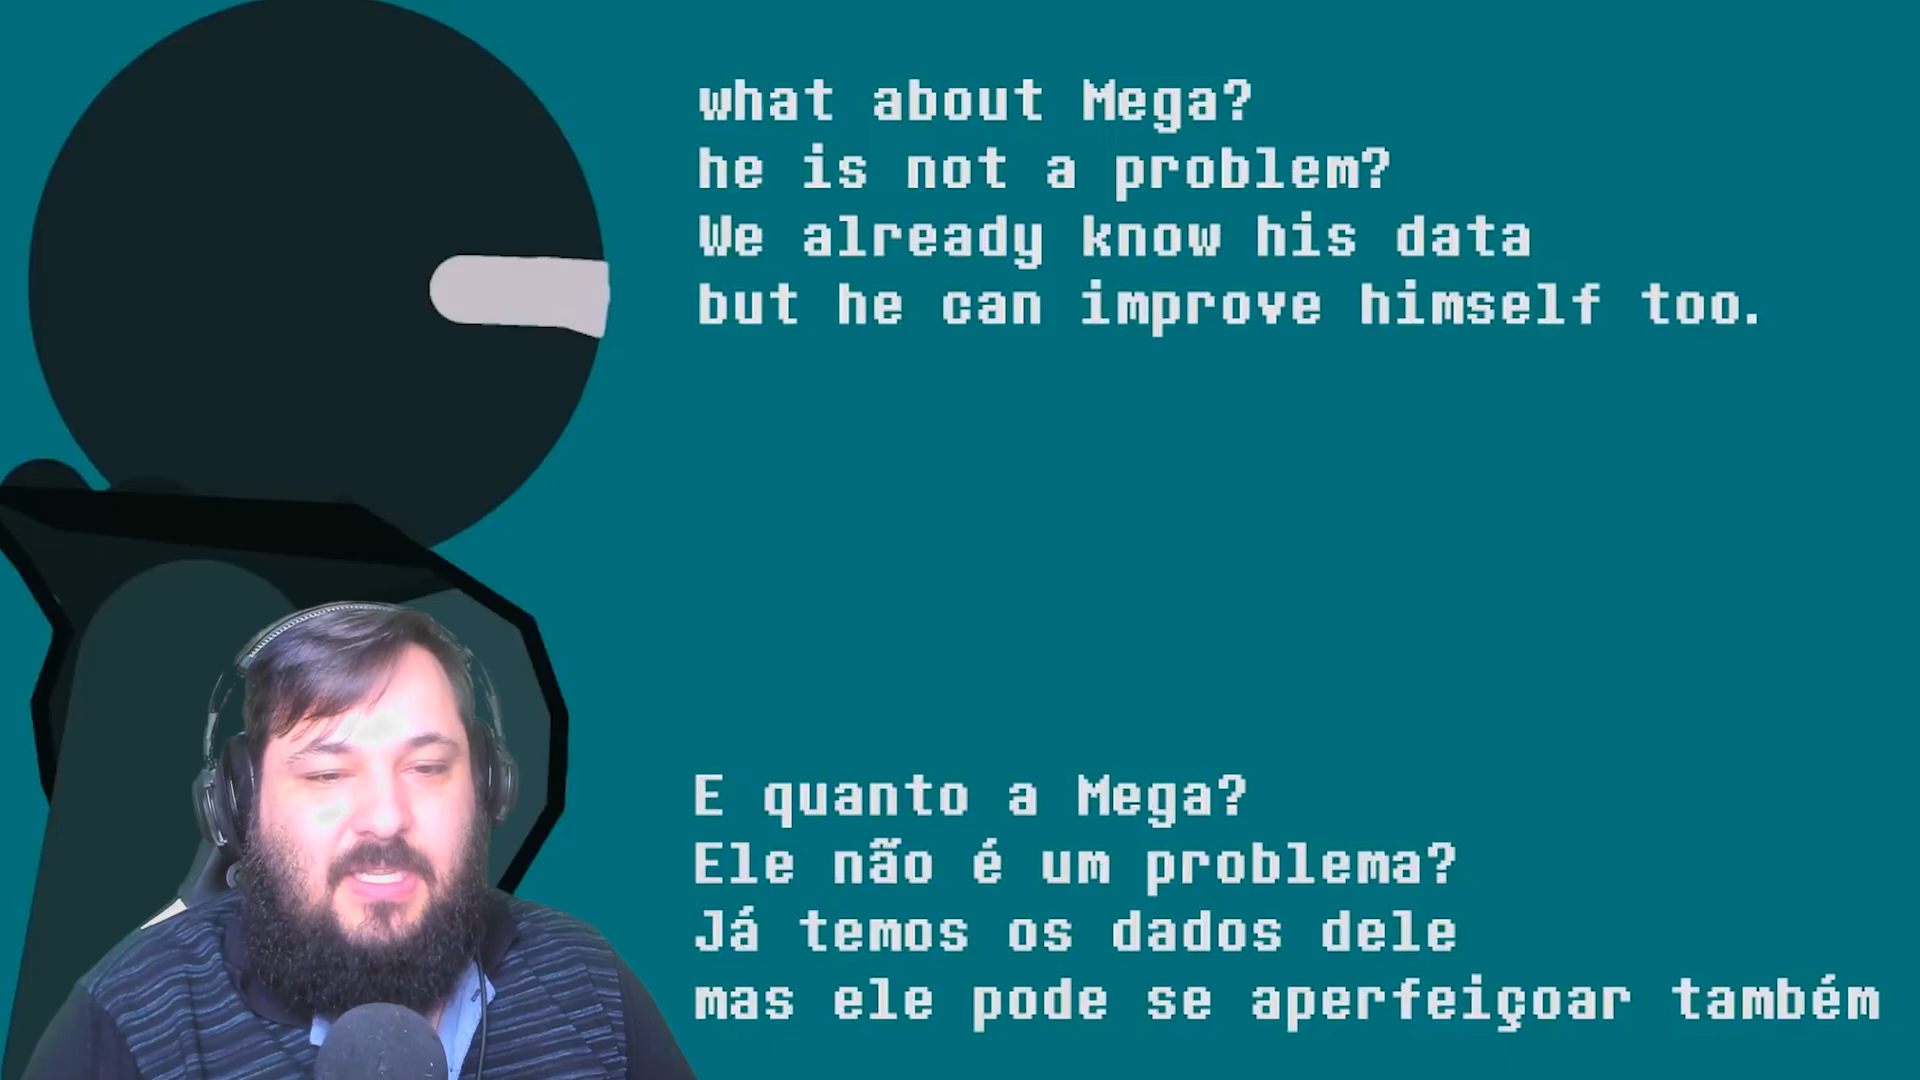 what about Mega?
he is not a problem?
We already know his data
but he can improve himself too.
E quanto a Mega?
Ele não é um problema?
Já temos os dados dele
mas ele pode se aperfeiçoar também